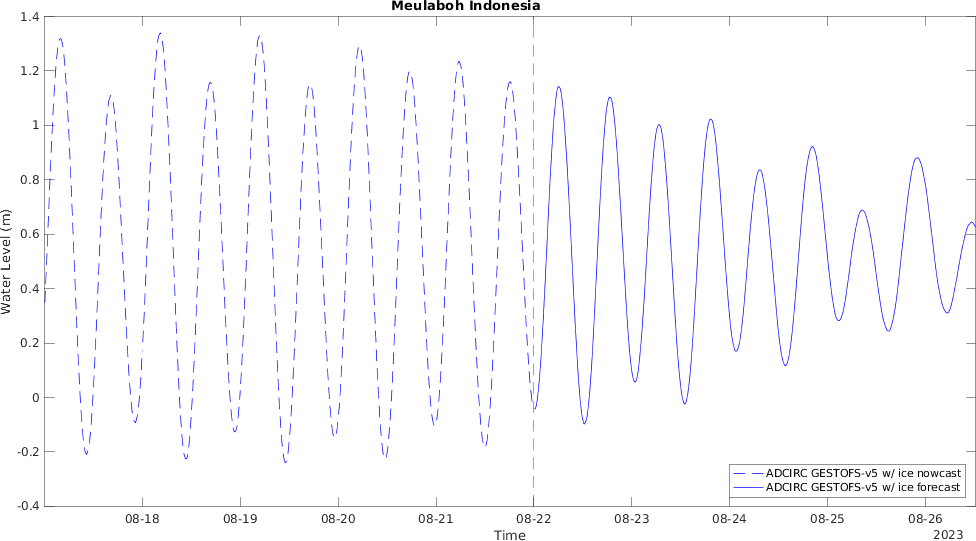 Meulaboh Indonesia
1.4
1.2
1
0.8
0.6
0.4
0.2
0
-0.2
-0.4
Water Level (m)
ADCIRC GESTOFS-v5 w/ ice nowcast
ADCIRC GESTOFS-v5 w/ ice forecast
08-18 08-19 08-20 08-21 08-22 08-23 08-24 08-25 08-26
Time
2023